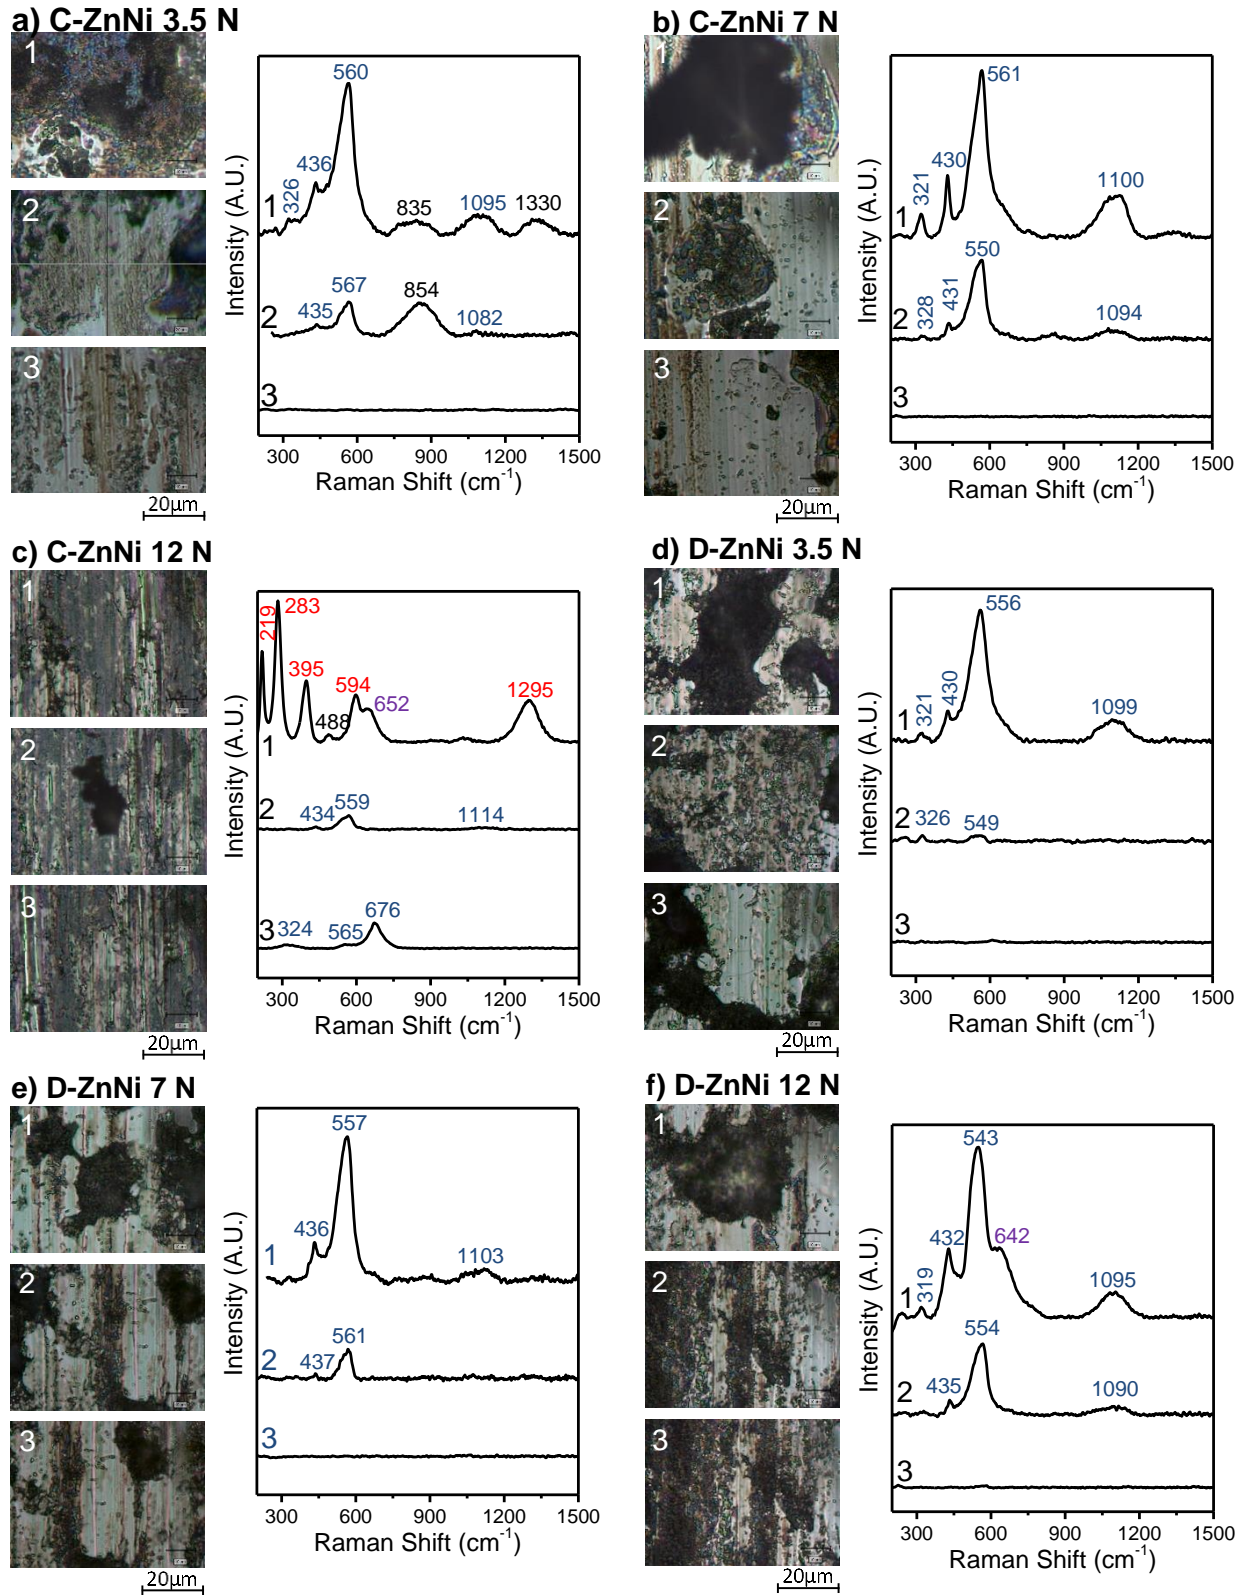 a) C-ZnNi 3.5 N
1
2
3
20µm
Intensity (A.U.)
560
436
326
835
1095
1330
1
567
854
435
1082
2
3
300 600 900 1200 1500
Raman Shift (cm-1)
b) C-ZnNi 7 N
1
2
3
20µm
Intensity (A.U.)
561
430
321
1100
1
550
431
328
1094
2
3
300 600 900 1200 1500
Raman Shift (cm-1)
c) C-ZnNi 12 N
1
2
3
20µm
Intensity (A.U.)
219
283
395
594
652
1295
488
1
559
434
1114
2
676
324
565
3
300 600 900 1200 1500
Raman Shift (cm-1)
d) D-ZnNi 3.5 N
1
2
3
20µm
Intensity (A.U.)
556
430
321
1099
1
2
326
549
3
300 600 900 1200 1500
Raman Shift (cm-1)
e) D-ZnNi 7 N
1
2
3
20µm
Intensity (A.U.)
557
436
1
1103
561
437
2
3
300 600 900 1200 1500
Raman Shift (cm-1)
f) D-ZnNi 12 N
1
2
3
20µm
Intensity (A.U.)
543
432
642
319
1095
1
554
435
1090
2
3
300 600 900 1200 1500
Raman Shift (cm-1)